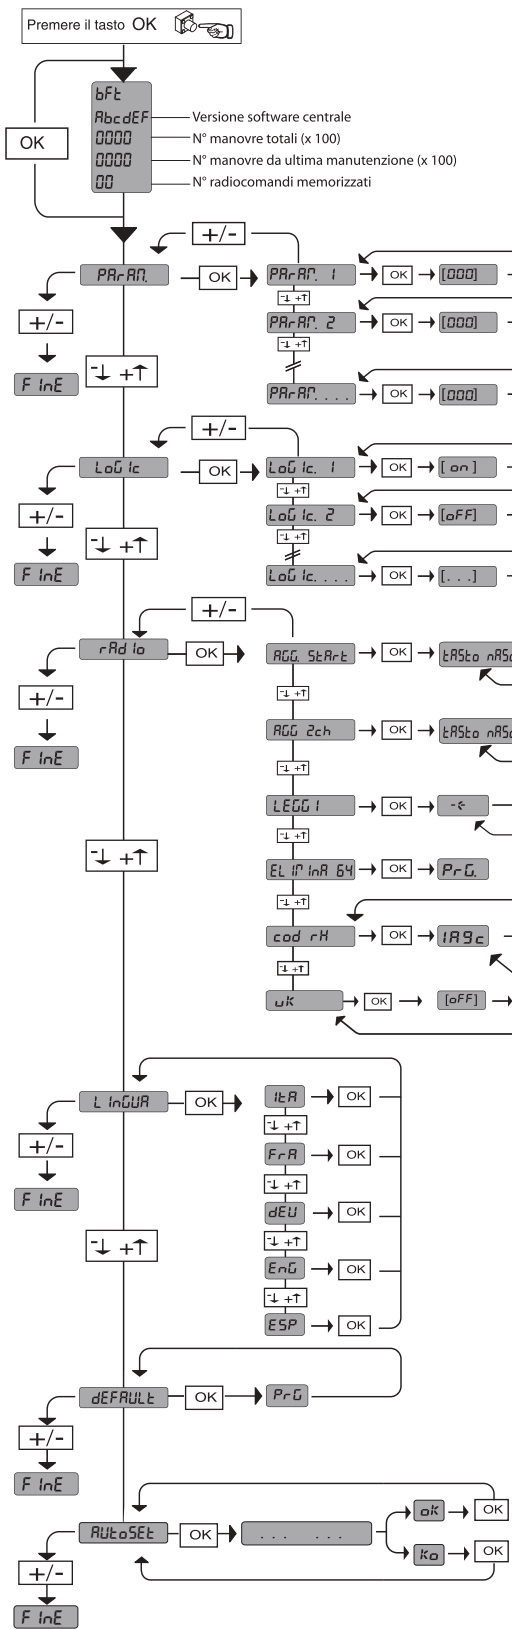 Premere il tasto OK
OK
bFt
AbcdEF
Versione software centrale
0000
N° manovre totali (x 100)
0000
N° manovre da ultima manutenzione (x 100)
00
N° radiocomandi memorizzati
+/-
PArAM.
OK
PArAM. 1
OK
[000]
-↓ +↑
+/-
PArAM. 2
OK
[000]
-↓ +↑
FInE
-↓ +↑
PArAM. . . .
OK
[000]
+/-
LoGIc
OK
LoGIc. 1
OK
[on]
-↓ +↑
+/-
LoGIc. 2
OK
[oFF]
-↓ +↑
-↓ +↑
FInE
LoGIc. . . .
OK
[. . .]
+/-
rAdIo
OK
AGG. StArt
OK
tASto nASc
+/-
-↓ +↑
AGG 2ch
OK
tASto nASc
FInE
-↓ +↑
LEGGI
OK
-<-
-↓ +↑
-↓ +↑
ELIMInA 64
OK
PrG.
-↓ +↑
cod rH
OK
IA9c
-↓ +↑
uk
OK
[oFF]
LInGUA
OK
ItA
OK
-↓ +↑
+/-
FrA
OK
-↓ +↑
FInE
dEU
OK
-↓ +↑
-↓ +↑
EnG
OK
-↓ +↑
ESP
OK
dEFAULt
OK
PrG
+/-
FInE
oK
OK
AUtoSEt
OK
. . . . . .
Ko
OK
+/-
FInE